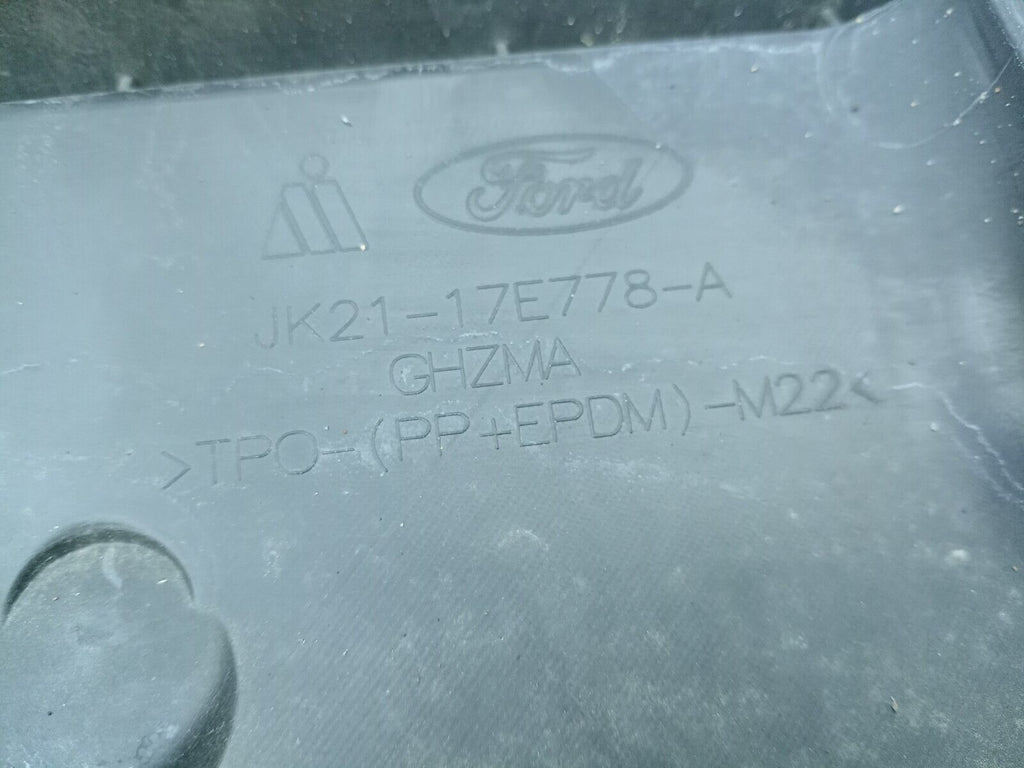 Ford
JK21-17E778-A
GHZMA
>TPO-(PP+EPDM)-M22<